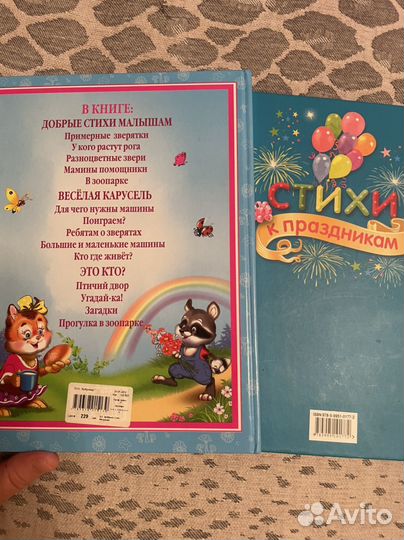 В КНИГЕ:
ДОБРЫЕ СТИХИ МАЛЫШАМ
Примерные зверятки
У кого растут рога
Разноцветные звери
Мамины помощники
В зоопарке
ВЕСЁЛАЯ КАРУСЕЛЬ
Для чего нужны машины
Поиграем?
Ребятам о зверятах
Большие и маленькие машины
Кто где живёт?
ЭТО КТО?
Птичий двор
Угадай-ка!
Загадки
Прогулка в зоопарке
229
СТИХИ
к праздникам
Avito